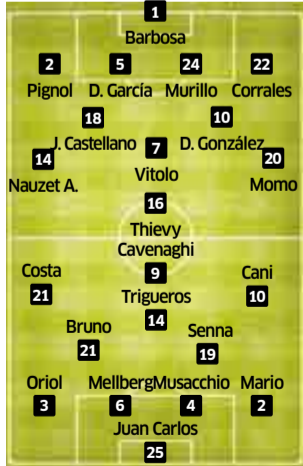 1
Barbosa
2 5 24 22
Pignol D. García Murillo Corrales
18 10
J. Castellano D. González
14 7 20
Nauzet A. Vitolo Momo
16
Thievy
Cavenaghi
Costa 9 Cani
21 Trigueros 10
14
Bruno Senna
21 19
Oriol Mellberg Musacchio Mario
3 6 4 2
Juan Carlos
25